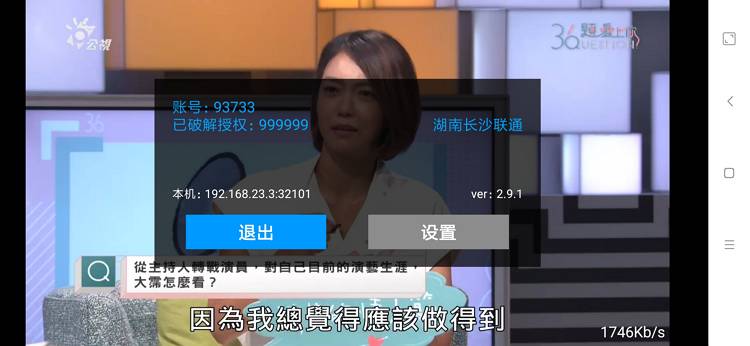 公視
36題愛上你
QUESTION
36
账号: 93733
已破解授权: 999999
湖南长沙联通
本机: 192.168.23.3:32101
ver: 2.9.1
退出
设置
從主持人轉戰演員，對自己目前的演藝生涯，
大霈怎麼看？
因為我總覺得應該做得到
1746Kb/s